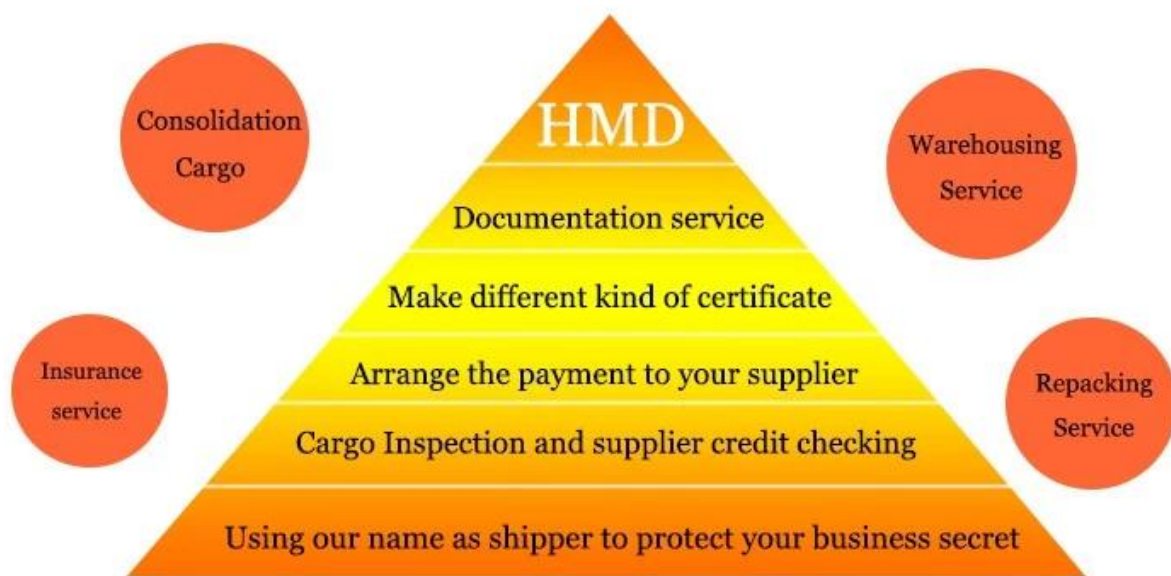 HMD
Documentation service
Make different kind of certificate
Arrange the payment to your supplier
Cargo Inspection and supplier credit checking
Using our name as shipper to protect your business secret
Consolidation
Cargo
Insurance
service
Warehousing
Service
Repacking
Service